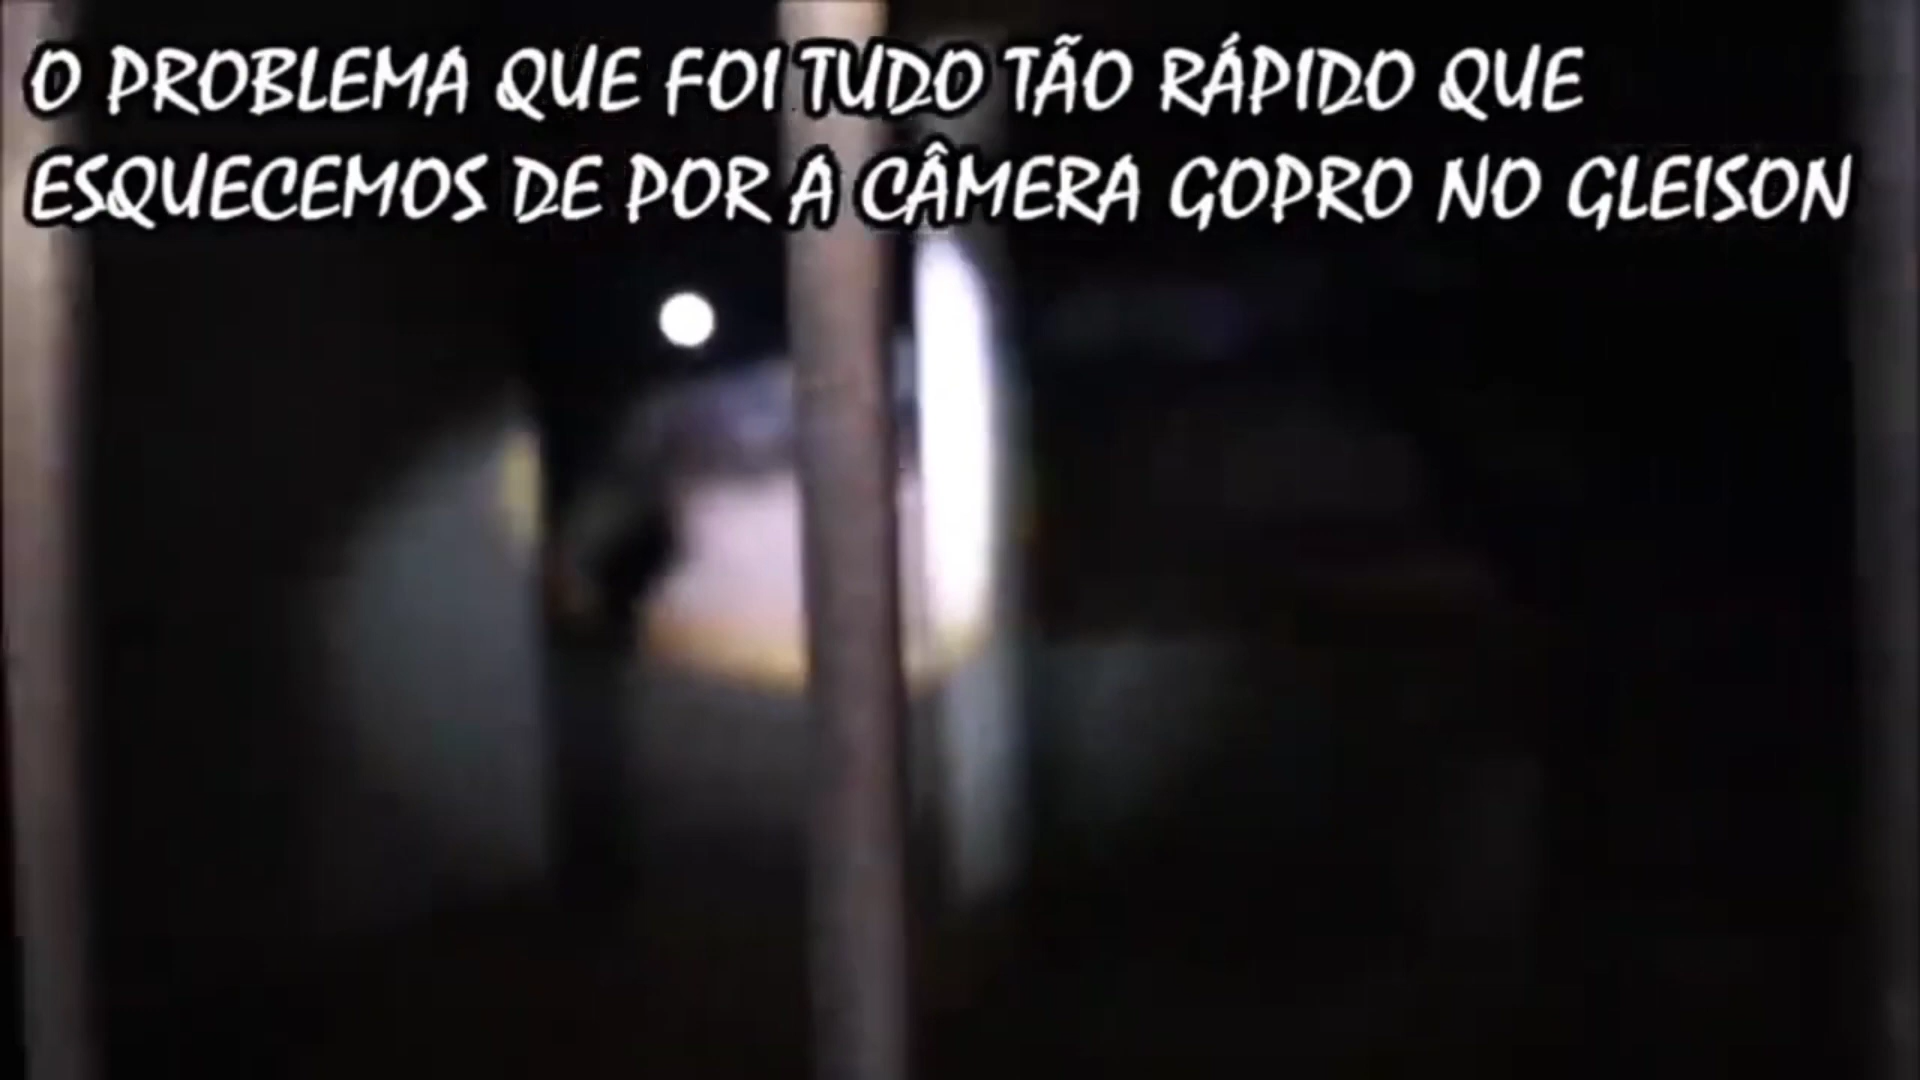 O PROBLEMA QUE FOI TUDO TÃO RÁPIDO QUE
ESQUECEMOS DE POR A CÂMERA GOPRO NO GLEISON